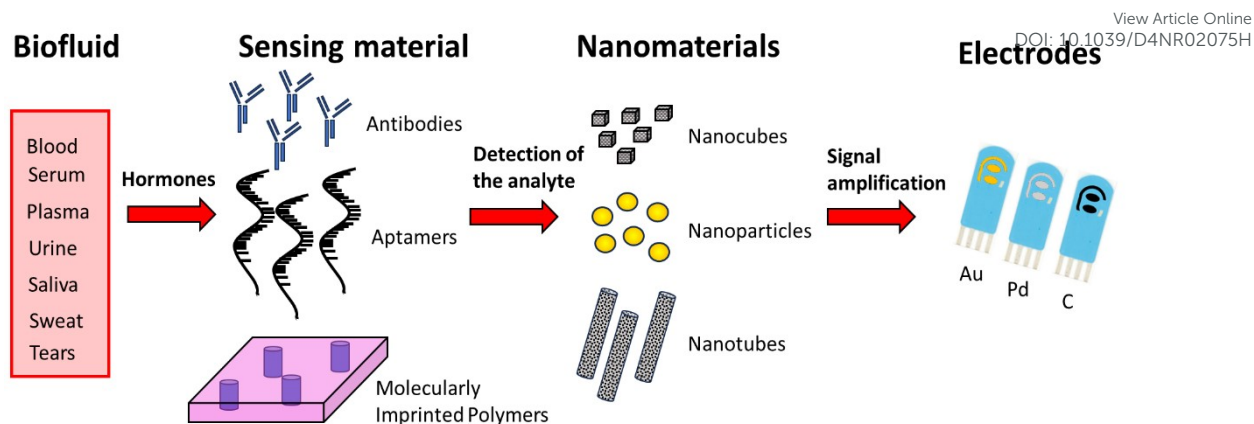 View Article Online
DOI: 10.1039/D4NR02075H
Biofluid
Sensing material
Nanomaterials
Electrodes
Blood
Serum
Plasma
Urine
Saliva
Sweat
Tears
Hormones
Antibodies
Aptamers
Molecularly
Imprinted Polymers
Detection of
the analyte
Nanocubes
Nanoparticles
Nanotubes
Signal
amplification
Au
Pd
C